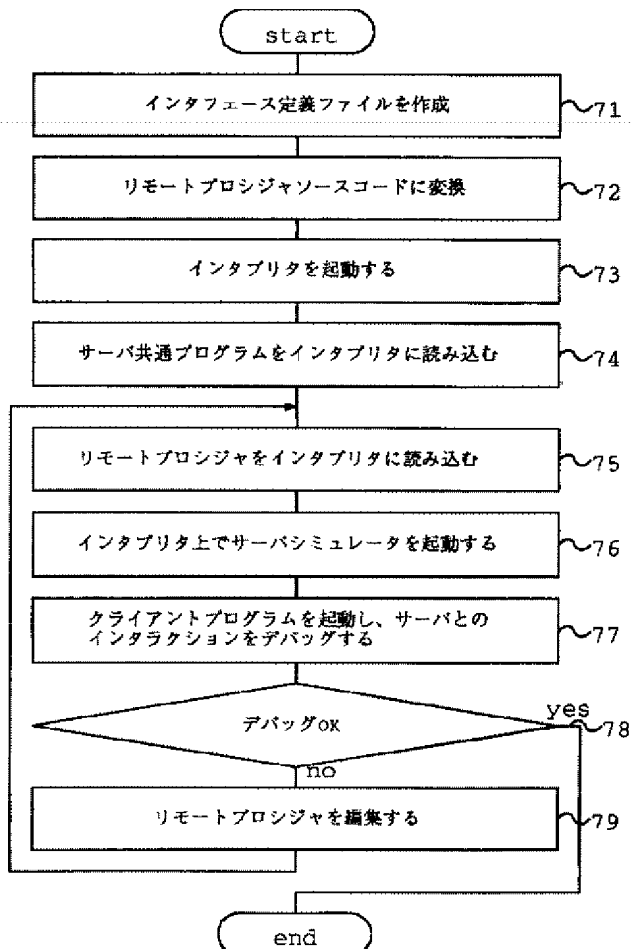 start
インタフェース定義ファイルを作成
71
リモートプロシジャソースコードに変換
72
インタプリタを起動する
73
サーバ共通プログラムをインタプリタに読み込む
74
リモートプロシジャをインタプリタに読み込む
75
インタプリタ上でサーバシミュレータを起動する
76
クライアントプログラムを起動し、サーバとの
インタラクションをデバッグする
77
デバッグOK
yes
78
no
リモートプロシジャを編集する
79
end